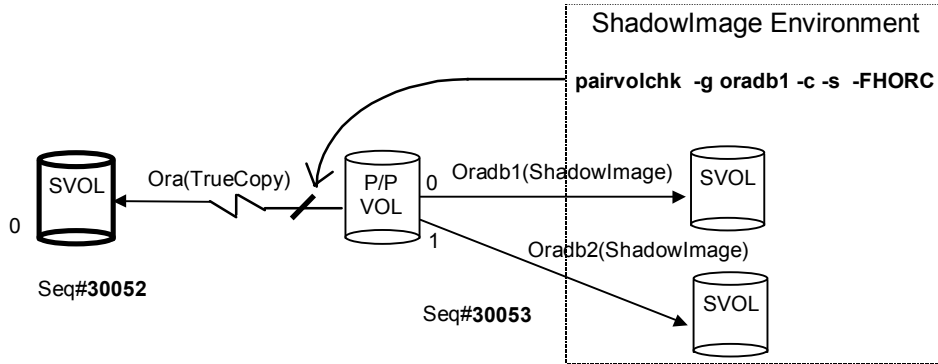 ShadowImage Environment
pairvolchk -g oradb1 -c -s -FHORC
SVOL
Ora(TrueCopy)
P/P
VOL
0
Oradb1(ShadowImage)
SVOL
0
1
Oradb2(ShadowImage)
SVOL
Seq#30052
Seq#30053